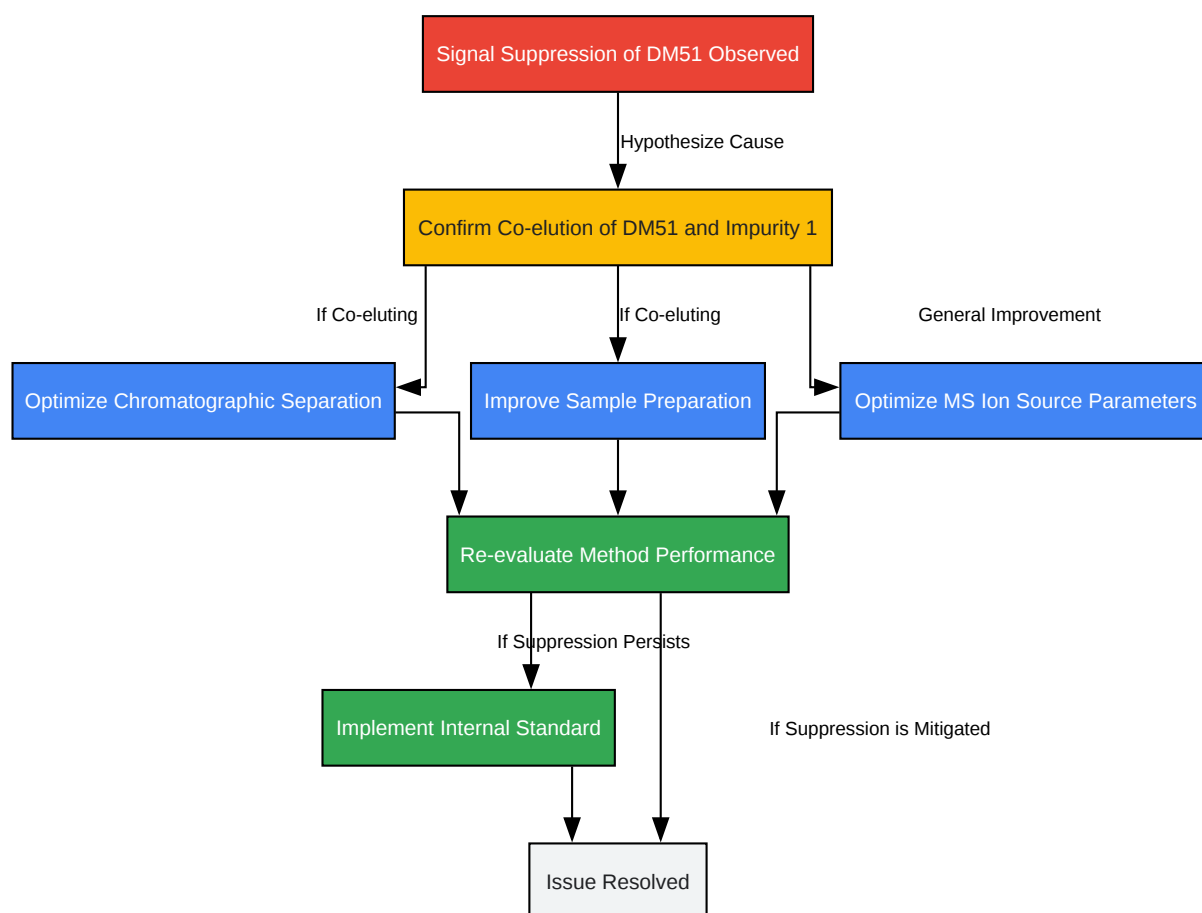 Signal Suppression of DM51 Observed
Hypothesize Cause
Confirm Co-elution of DM51 and Impurity 1
If Co-eluting
If Co-eluting
General Improvement
Optimize Chromatographic Separation
Improve Sample Preparation
Optimize MS Ion Source Parameters
Re-evaluate Method Performance
If Suppression Persists
Implement Internal Standard
If Suppression is Mitigated
Issue Resolved